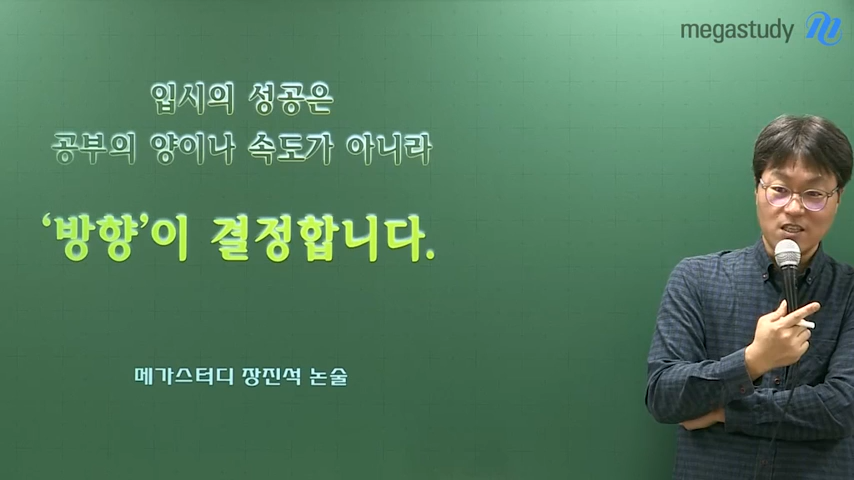 megastudy
입시의 성공은
공부의 양이나 속도가 아니라
‘방향’이 결정합니다.
메가스터디 장진석 논술